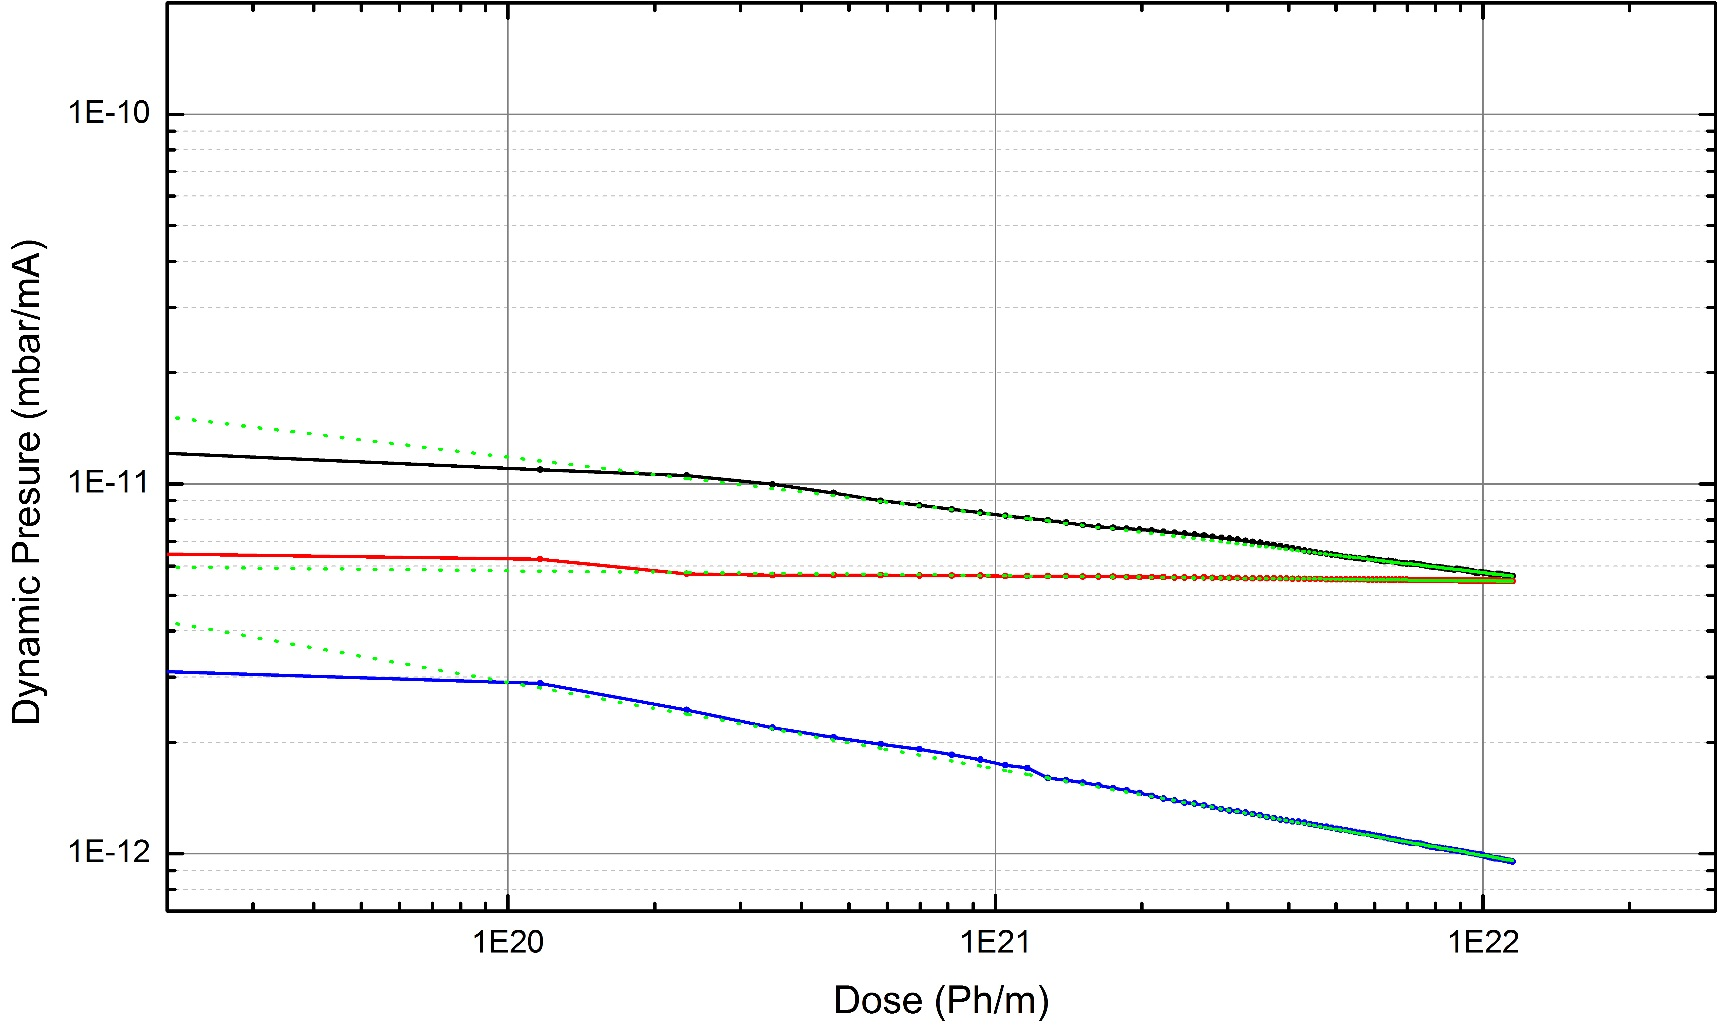 Dynamic Presure (mbar/mA)
1E-10
1E-11
1E-12
1E20
1E21
1E22
Dose (Ph/m)